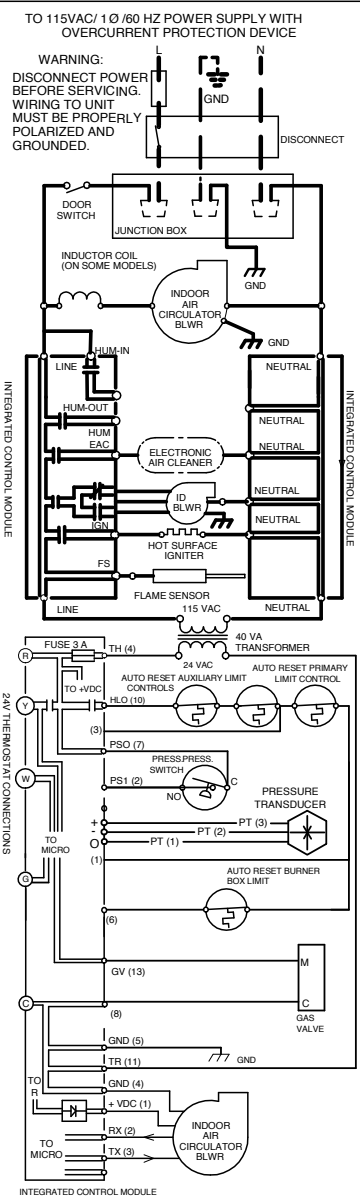 TO 115VAC/ 1 Ø /60 HZ POWER SUPPLY WITH
OVERCURRENT PROTECTION DEVICE
WARNING:
DISCONNECT POWER
BEFORE SERVICING.
WIRING TO UNIT
MUST BE PROPERLY
POLARIZED AND
GROUNDED.
L
N
GND
DISCONNECT
DOOR
SWITCH
JUNCTION BOX
GND
INDUCTOR COIL
(ON SOME MODELS)
INDOOR
AIR
CIRCULATOR
BLWR
GND
HUM-IN
LINE
NEUTRAL
INTEGRATED CONTROL MODULE
INTEGRATED CONTROL MODULE
HUM-OUT
HUM
NEUTRAL
EAC
ELECTRONIC
AIR CLEANER
NEUTRAL
ID
BLWR
NEUTRAL
IGN
NEUTRAL
HOT SURFACE
IGNITER
FS
FLAME SENSOR
LINE
115 VAC
NEUTRAL
40 VA
TRANSFORMER
24 VAC
R
FUSE 3 A
TH (4)
TO +VDC
AUTO RESET AUXILIARY LIMIT
CONTROLS
AUTO RESET PRIMARY
LIMIT CONTROL
Y
HLO (10)
(3)
24V THERMOSTAT CONNECTIONS
PSO (7)
W
PRESS.PRESS.
SWITCH
PS1 (2)
NO
C
PRESSURE
TRANSDUCER
+
PT (3)
-
PT (2)
O
PT (1)
TO
MICRO
(1)
G
AUTO RESET BURNER
BOX LIMIT
(6)
GV (13)
M
C
GAS
VALVE
C
(8)
GND (5)
GND
TR (11)
TO
R
GND (4)
+ VDC (1)
RX (2)
TO
MICRO
TX (3)
INDOOR
AIR
CIRCULATOR
BLWR
INTEGRATED CONTROL MODULE